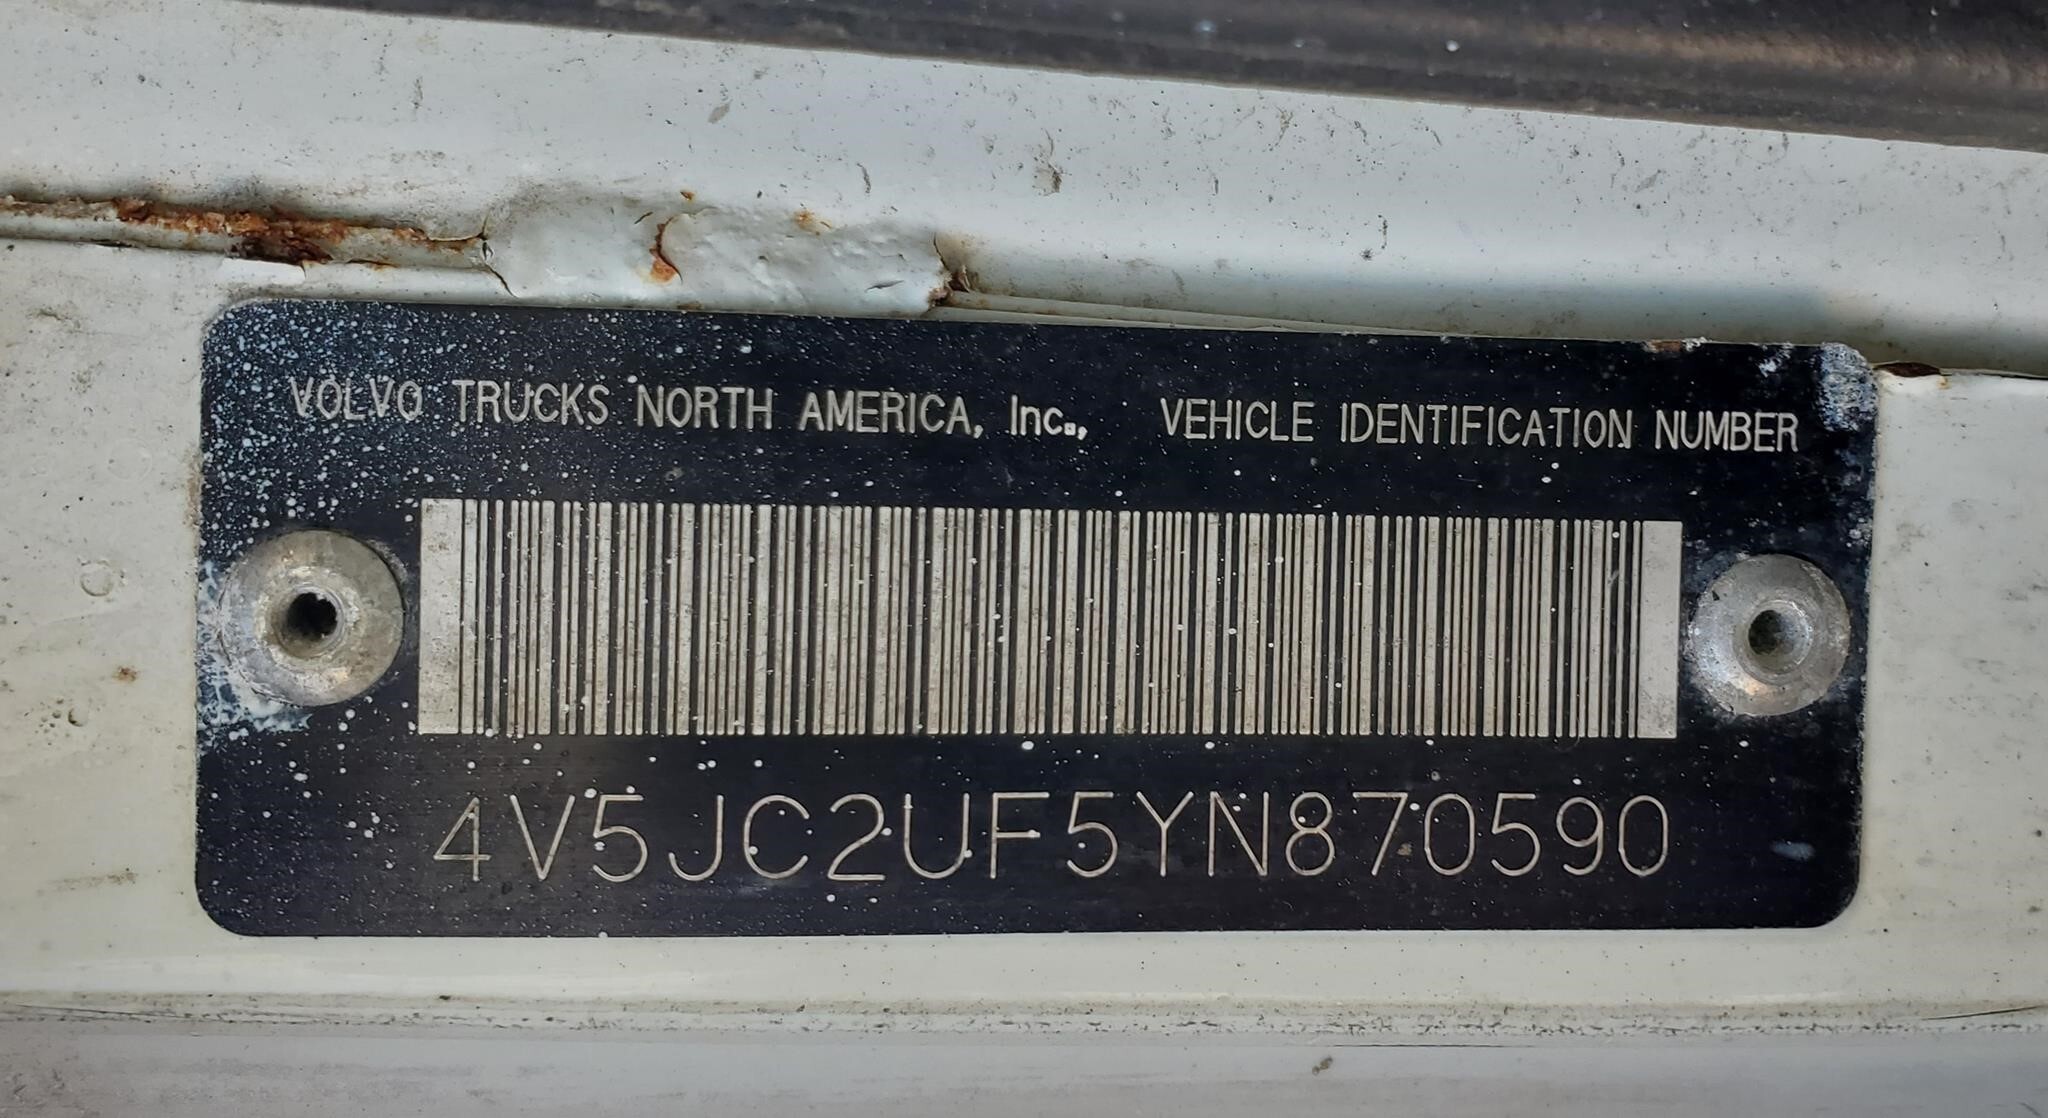 VOLVO TRUCKS NORTH AMERICA, Inc., VEHICLE IDENTIFICATION NUMBER
4V5JC2UF5YN870590